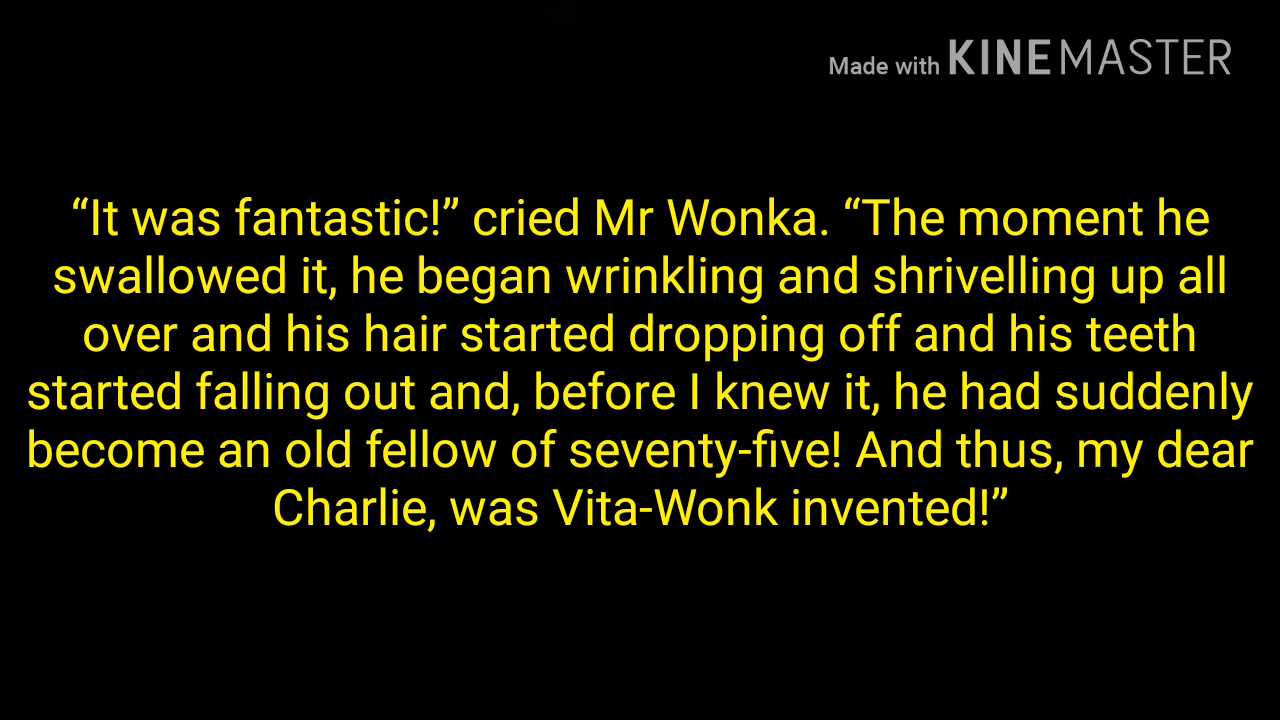 Made with KINEMASTER
“It was fantastic!” cried Mr Wonka. “The moment he
swallowed it, he began wrinkling and shrivelling up all
over and his hair started dropping off and his teeth
started falling out and, before I knew it, he had suddenly
become an old fellow of seventy-five! And thus, my dear
Charlie, was Vita-Wonk invented!”